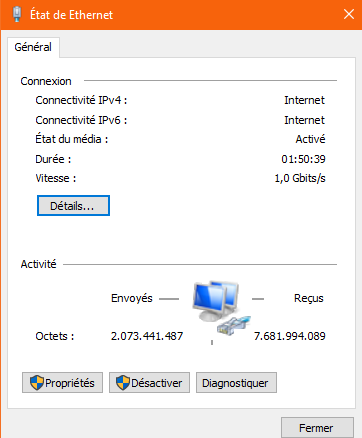 État de Ethernet
Général
Connexion
Connectivité IPv4 : Internet
Connectivité IPv6 : Internet
État du média : Activé
Durée : 01:50:39
Vitesse : 1,0 Gbits/s
Détails...
Activité
Envoyés Reçus
Octets : 2.073.441.487 7.681.994.089
Propriétés Désactiver Diagnostiquer
Fermer